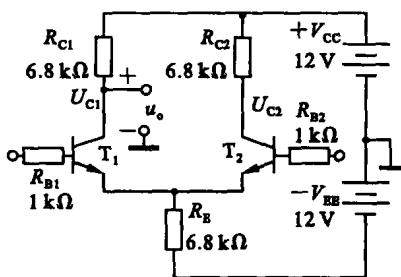 R_C1
6.8 kΩ
R_C2
6.8 kΩ
+V_CC
12 V
U_C1
+
u_o
−
U_C2
R_B2
1 kΩ
T_1
T_2
R_B1
1 kΩ
R_E
6.8 kΩ
−V_EE
12 V